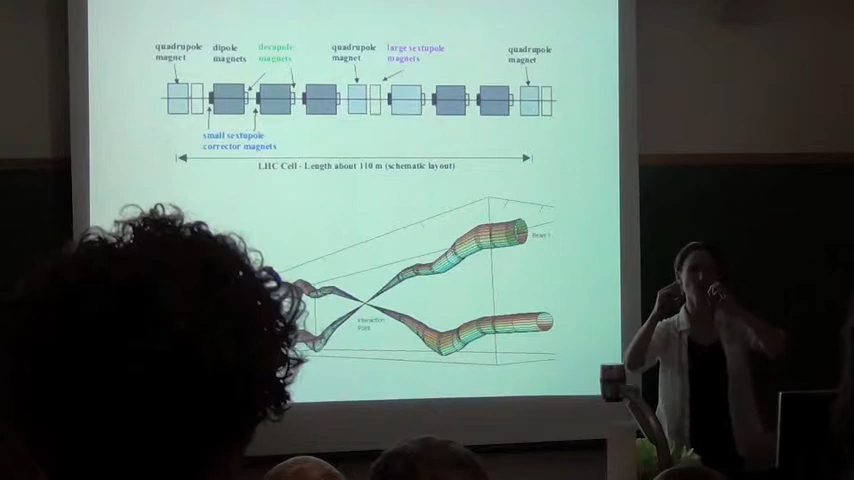 quadrupole
magnet
dipole
magnets
decapole
magnets
quadrupole
magnet
large sextupole
magnets
quadrupole
magnet
small sextupole
corrector magnets
LHC Cell - Length about 110 m (schematic layout)
Beam 1
Interaction
Point